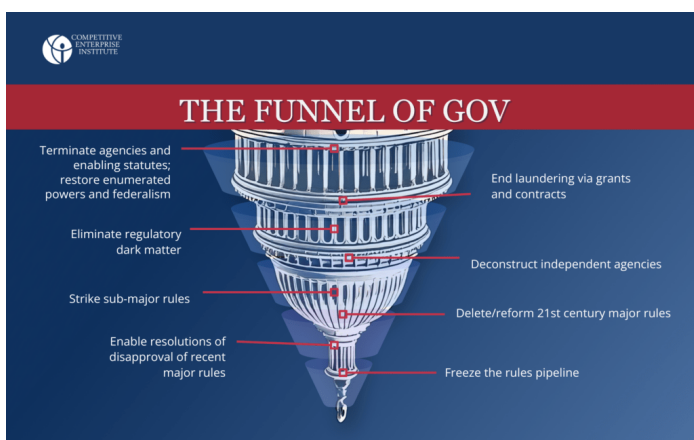 COMPETITIVE
ENTERPRISE
INSTITUTE
THE FUNNEL OF GOV
Terminate agencies and
enabling statutes;
restore enumerated
powers and federalism
End laundering via grants
and contracts
Eliminate regulatory
dark matter
Deconstruct independent agencies
Strike sub-major rules
Delete/reform 21st century major rules
Enable resolutions of
disapproval of recent
major rules
Freeze the rules pipeline